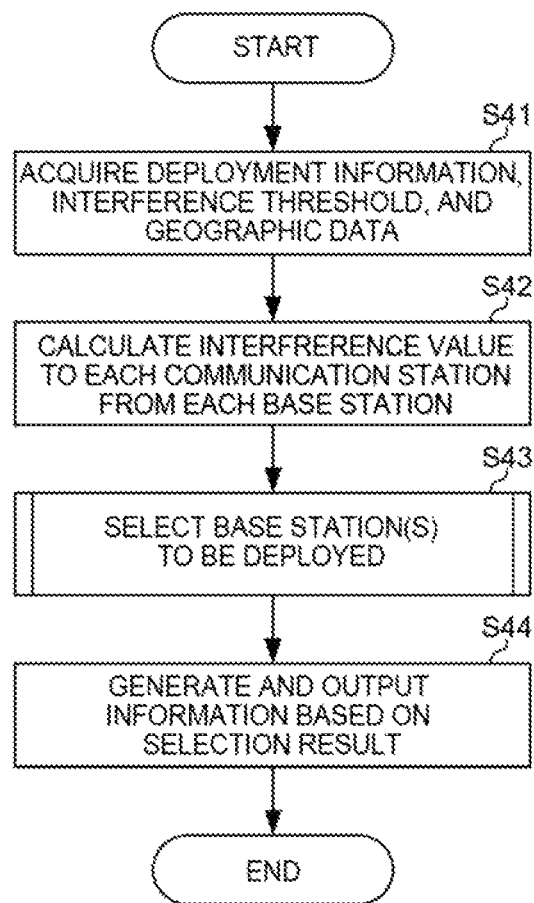 START
S41
ACQUIRE DEPLOYMENT INFORMATION,
INTERFERENCE THRESHOLD, AND
GEOGRAPHIC DATA
S42
CALCULATE INTERFRERENCE VALUE
TO EACH COMMUNICATION STATION
FROM EACH BASE STATION
S43
SELECT BASE STATION(S)
TO BE DEPLOYED
S44
GENERATE AND OUTPUT
INFORMATION BASED ON
SELECTION RESULT
END